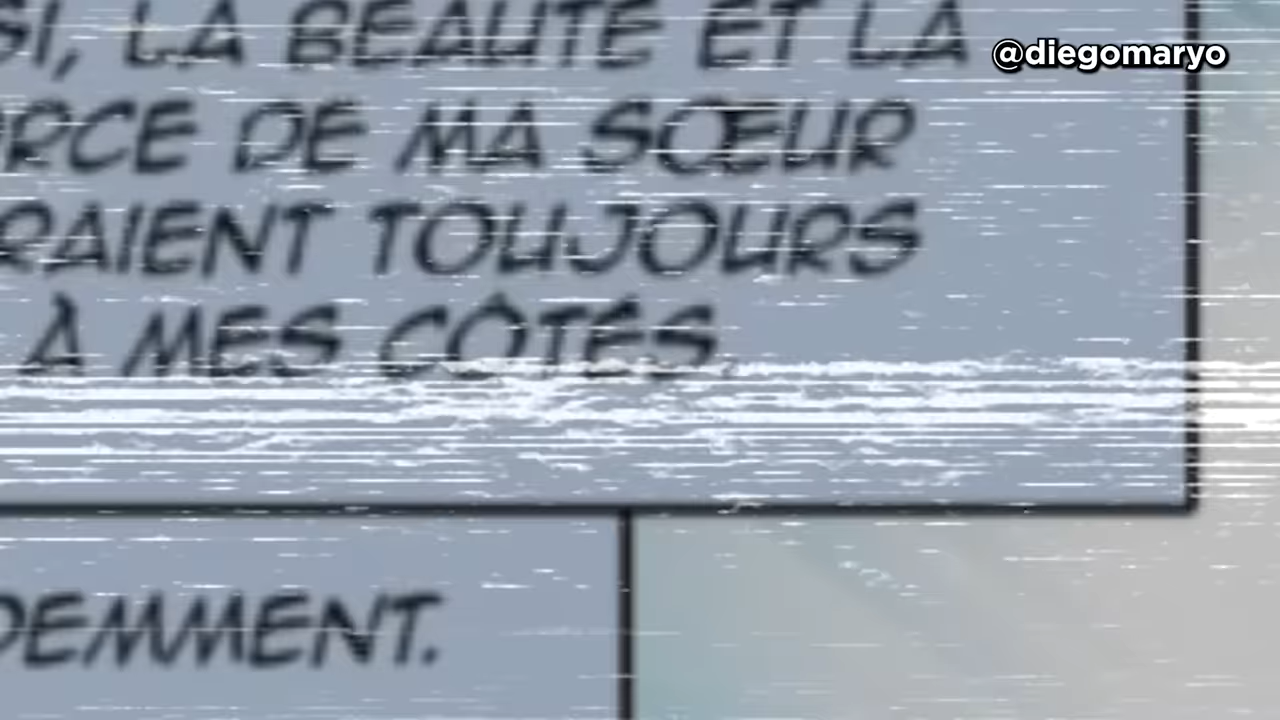 SI, LA BEAUTÉ ET LA
@diegomaryo
RCE DE MA SŒUR
RAIENT TOUJOURS
À MES CÔTÉS
DEMMENT.